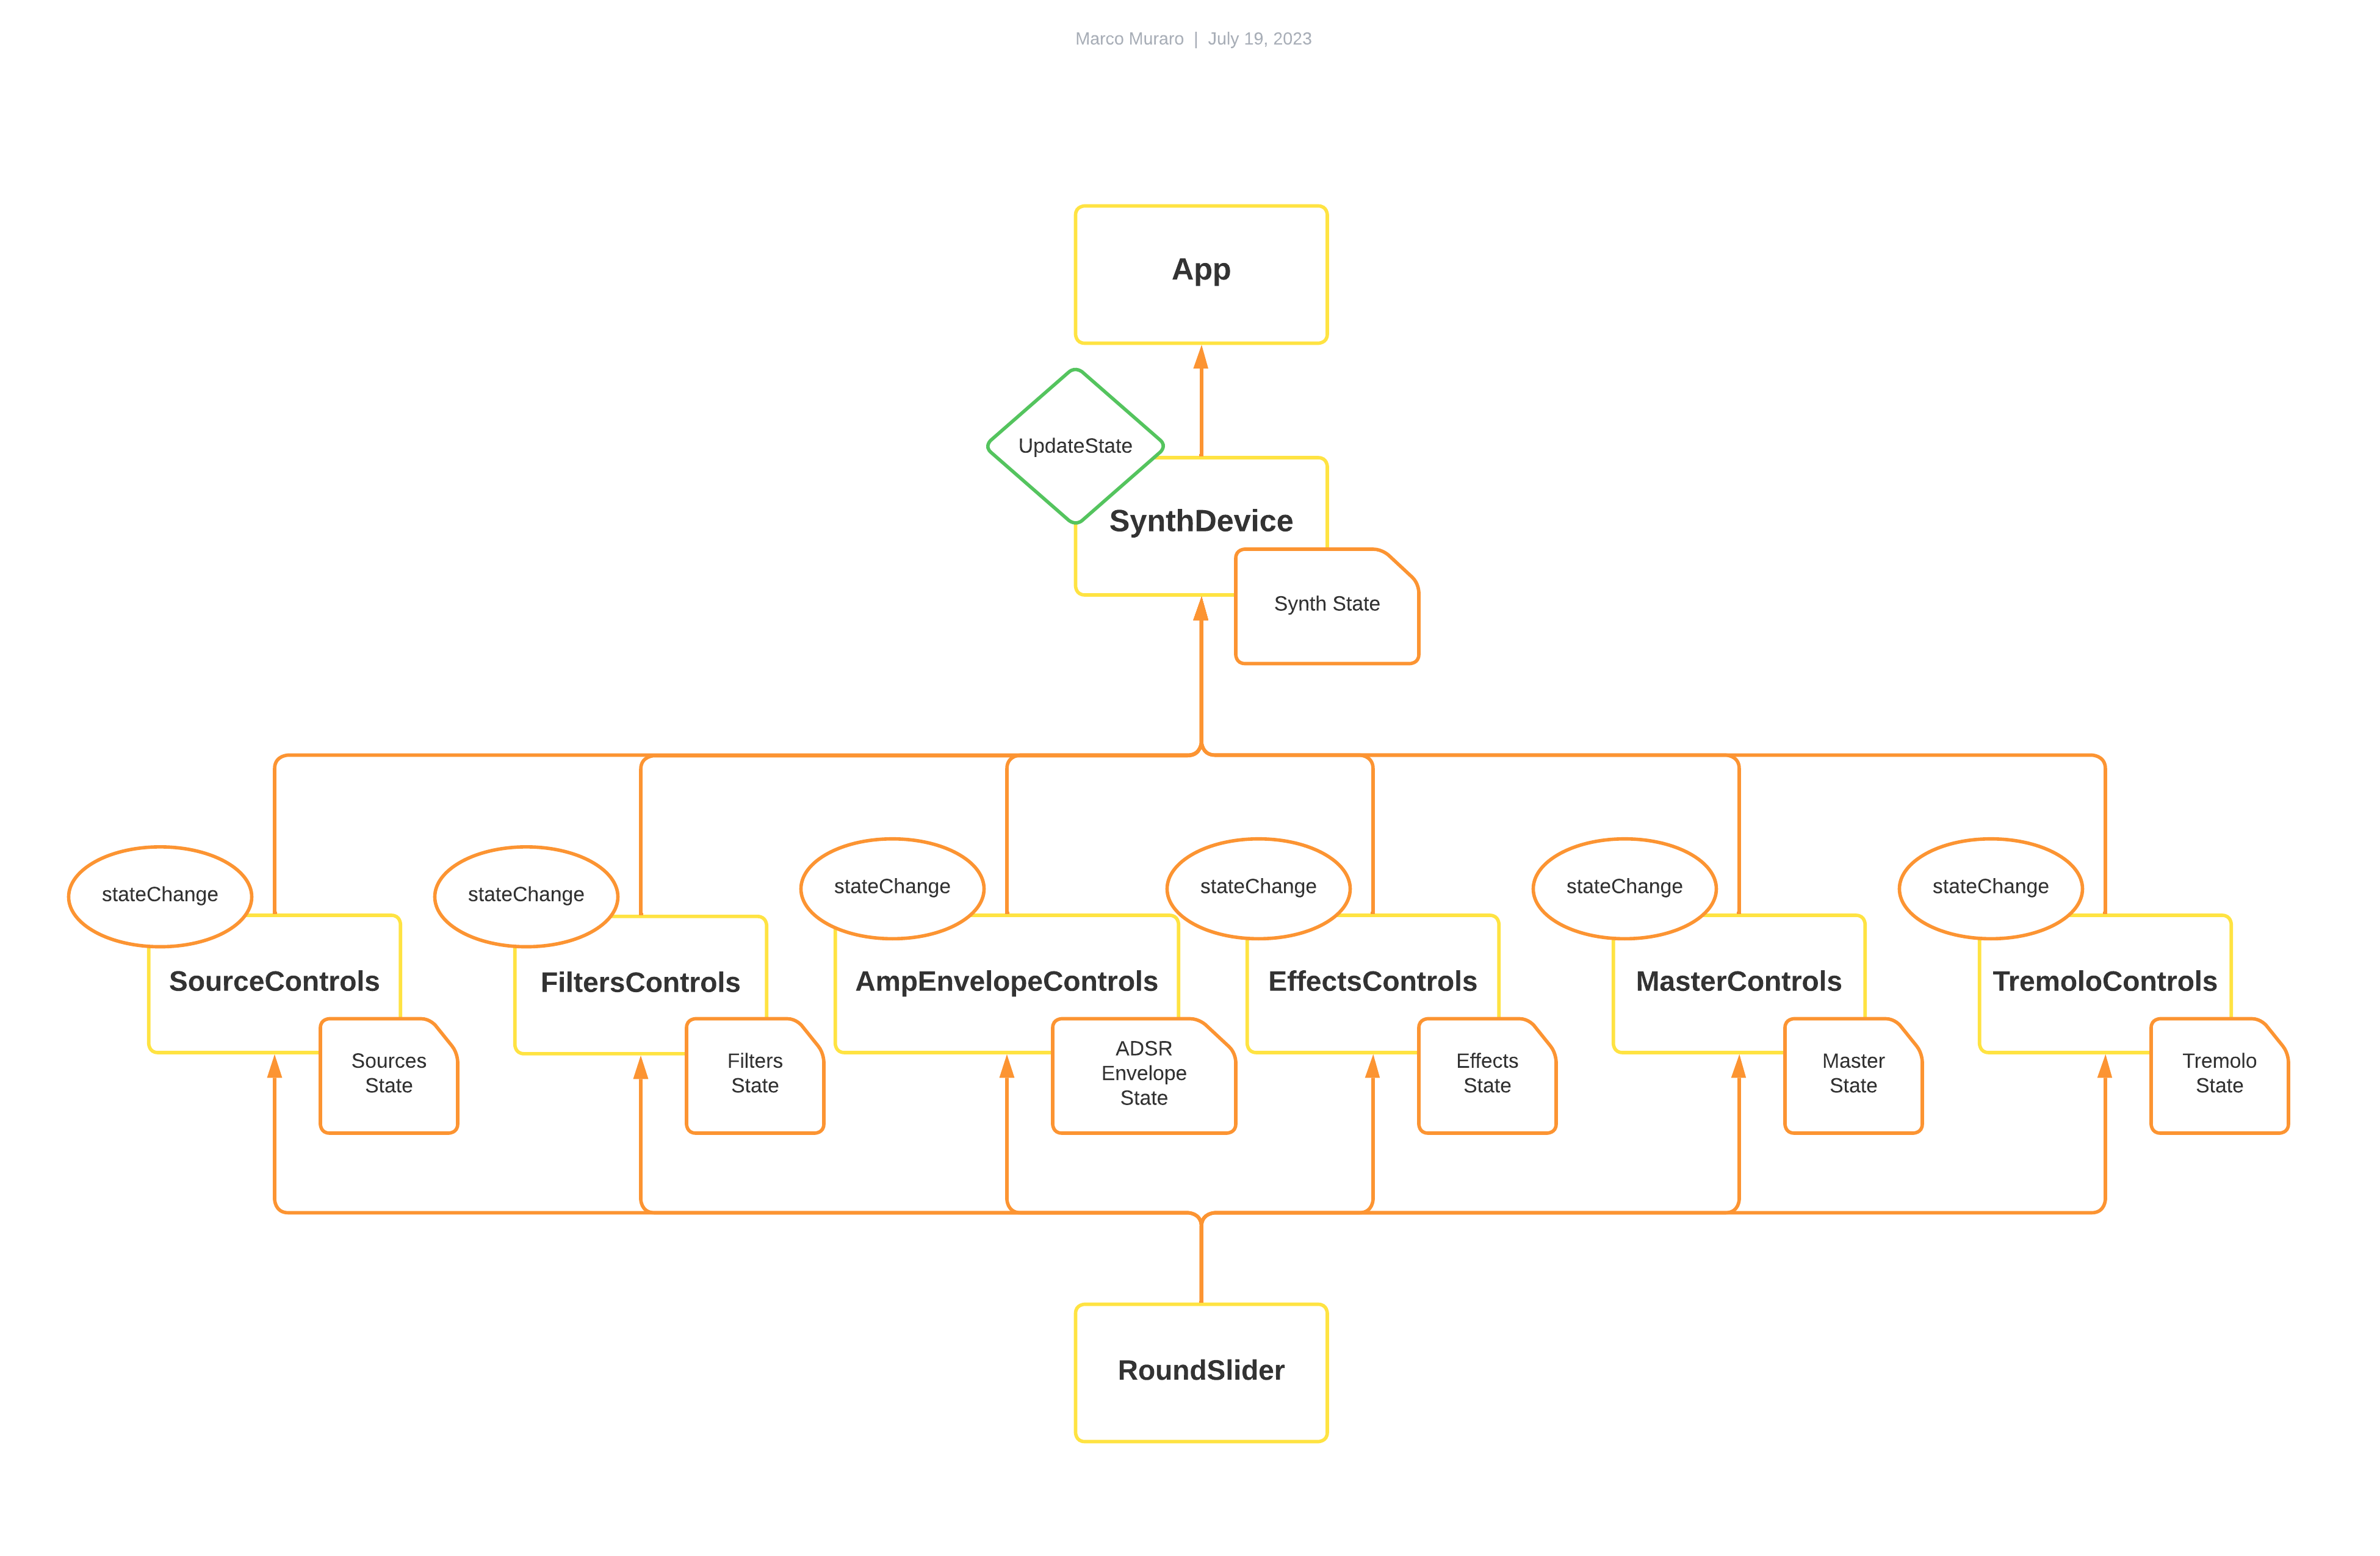 Marco Muraro | July 19, 2023
App
UpdateState
SynthDevice
Synth State
stateChange
stateChange
stateChange
stateChange
stateChange
stateChange
SourceControls
FiltersControls
AmpEnvelopeControls
EffectsControls
MasterControls
TremoloControls
Sources
State
Filters
State
ADSR
Envelope
State
Effects
State
Master
State
Tremolo
State
RoundSlider